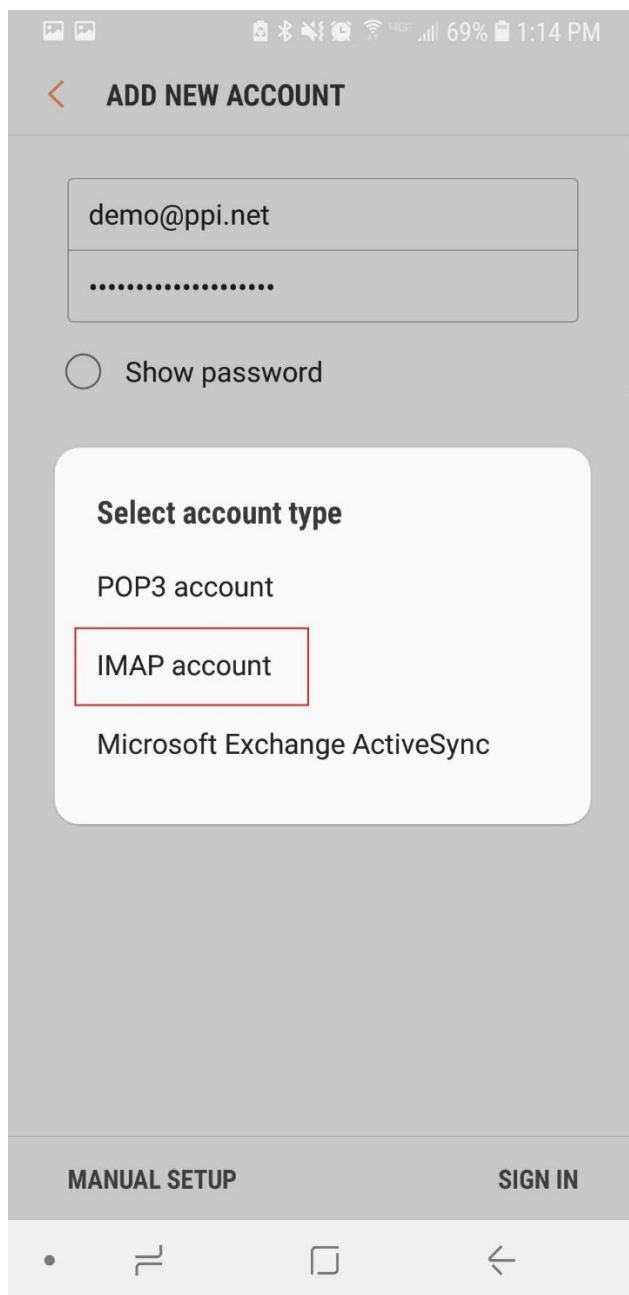 4GE 69% 1:14 PM
ADD NEW ACCOUNT
demo@ppi.net
••••••••••••••••••••
Show password
Select account type
POP3 account
IMAP account
Microsoft Exchange ActiveSync
MANUAL SETUP
SIGN IN